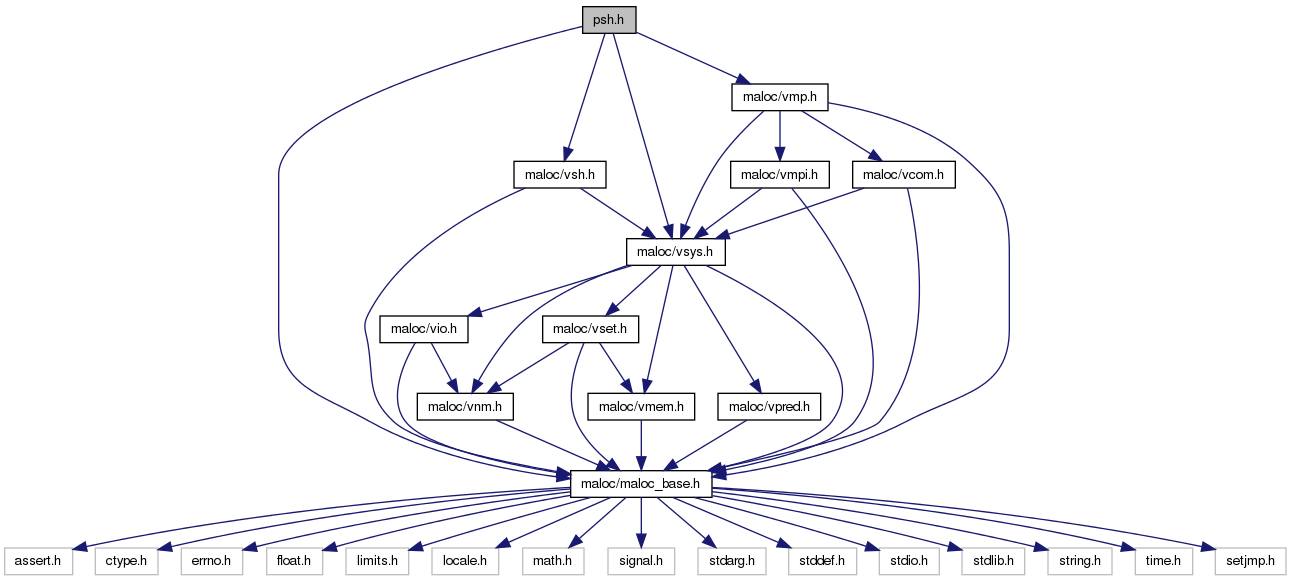 psh.h
maloc/vmp.h
maloc/vsh.h
maloc/vmpi.h
maloc/vcom.h
maloc/vsys.h
maloc/vio.h
maloc/vset.h
maloc/vnm.h
maloc/vmem.h
maloc/vpred.h
maloc/maloc_base.h
assert.h
ctype.h
errno.h
float.h
limits.h
locale.h
math.h
signal.h
stdarg.h
stddef.h
stdio.h
stdlib.h
string.h
time.h
setjmp.h